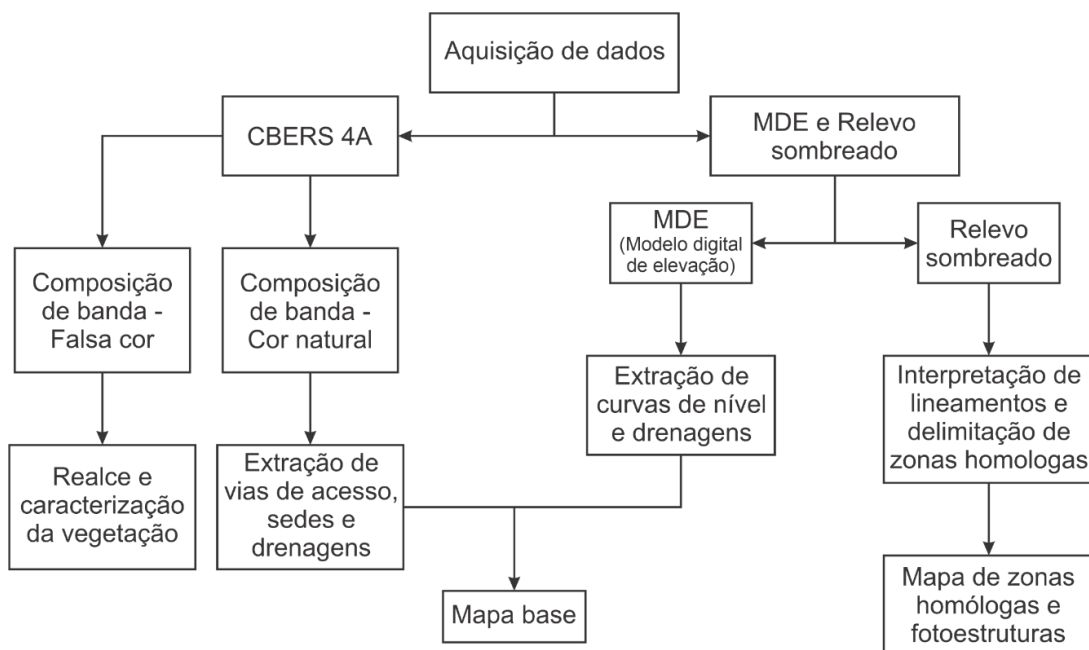 Aquisição de dados
CBERS 4A
MDE e Relevo
sombreado
MDE
(Modelo digital
de elevação)
Relevo
sombreado
Composição
de banda -
Falsa cor
Composição
de banda -
Cor natural
Extração de
curvas de nível
e drenagens
Interpretação de
lineamentos e
delimitação de
zonas homologas
Realce e
caracterização
da vegetação
Extração de
vias de acesso,
sedes e
drenagens
Mapa base
Mapa de zonas
homólogas e
fotoestruturas